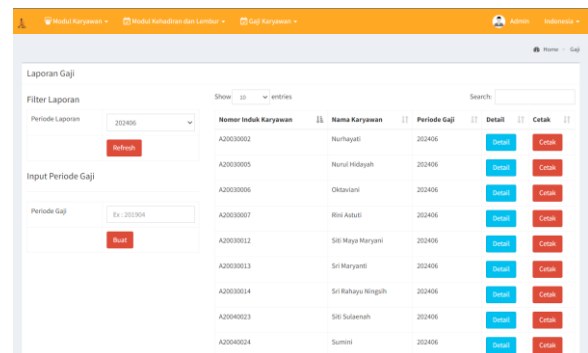 Modul Karyawan Modul Kehadiran dan Lembur Gaji Karyawan Admin Indonesia
Home Gaji
Laporan Gaji
Filter Laporan
Periode Laporan 202406
Refresh
Input Periode Gaji
Periode Gaji Ex : 201904
Buat
Show 10 entries Search:
Nomor Induk Karyawan Nama Karyawan Periode Gaji Detail Cetak
A20030002 Nurhayati 202406 Detail Cetak
A20030005 Nurul Hidayah 202406 Detail Cetak
A20030006 Oktaviani 202406 Detail Cetak
A20030007 Rini Astuti 202406 Detail Cetak
A20030012 Siti Maya Maryani 202406 Detail Cetak
A20030013 Sri Maryanti 202406 Detail Cetak
A20030014 Sri Rahayu Ningsih 202406 Detail Cetak
A20040023 Siti Sulaenah 202406 Detail Cetak
A20040024 Sumini 202406 Detail Cetak